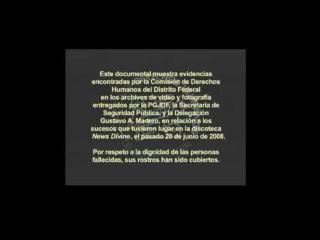 Este documental muestra evidencias
encontradas por la Comisión de Derechos
Humanos del Distrito Federal
en los archivos de video y fotografía
entregados por la PGJDF, la Secretaría de
Seguridad Pública, y la Delegación
Gustavo A. Madero, en relación a los
sucesos que tuvieron lugar en la discoteca
News Divine, el pasado 20 de junio de 2008.
Por respeto a la dignidad de las personas
fallecidas, sus rostros han sido cubiertos.